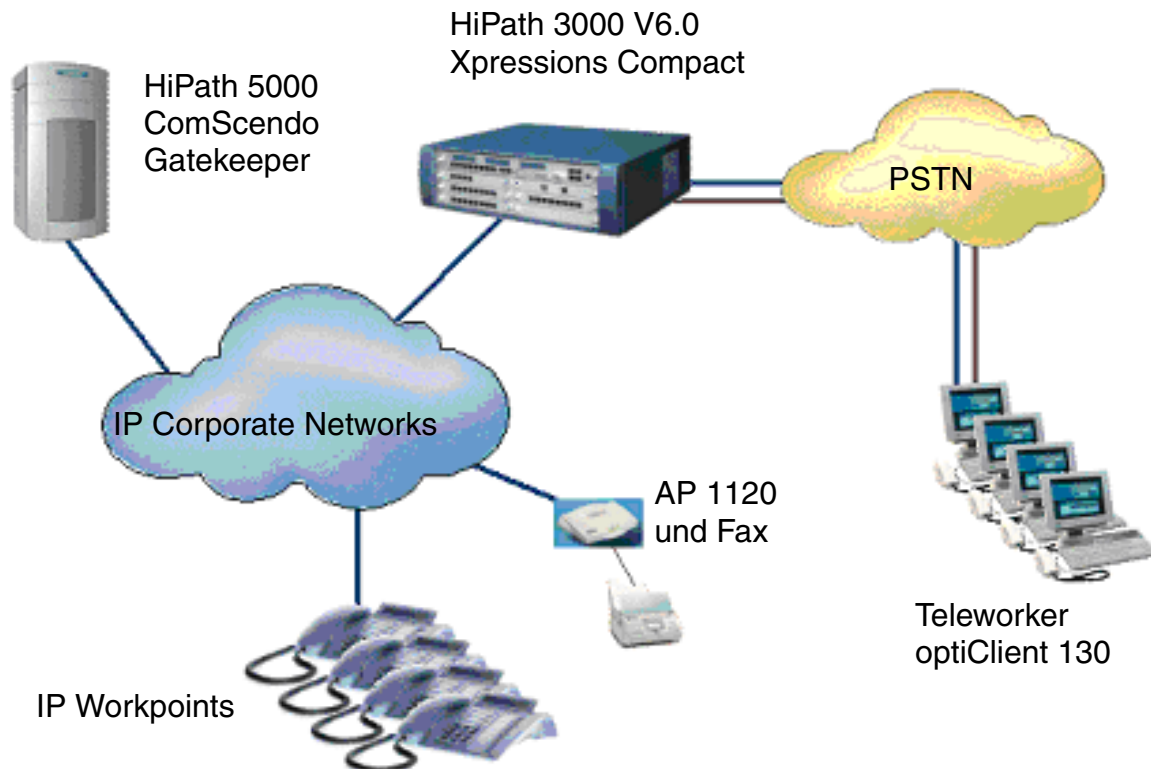 HiPath 3000 V6.0
Xpressions Compact
HiPath 5000
ComScendo
Gatekeeper
PSTN
IP Corporate Networks
AP 1120
und Fax
Teleworker
optiClient 130
IP Workpoints